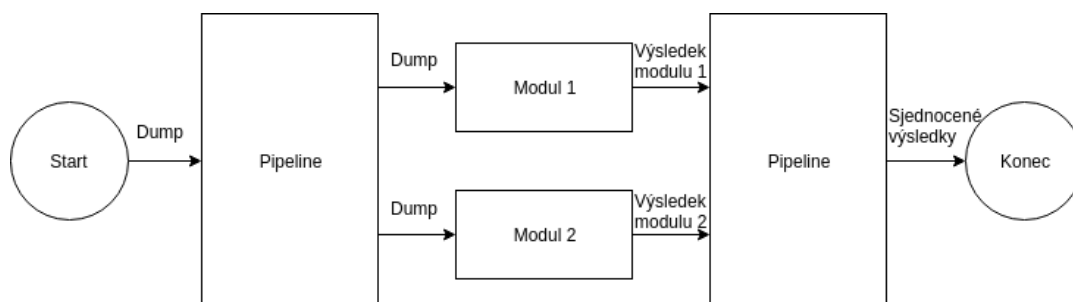 Start
Dump
Pipeline
Dump
Modul 1
Výsledek
modulu 1
Dump
Modul 2
Výsledek
modulu 2
Pipeline
Sjednocené
výsledky
Konec